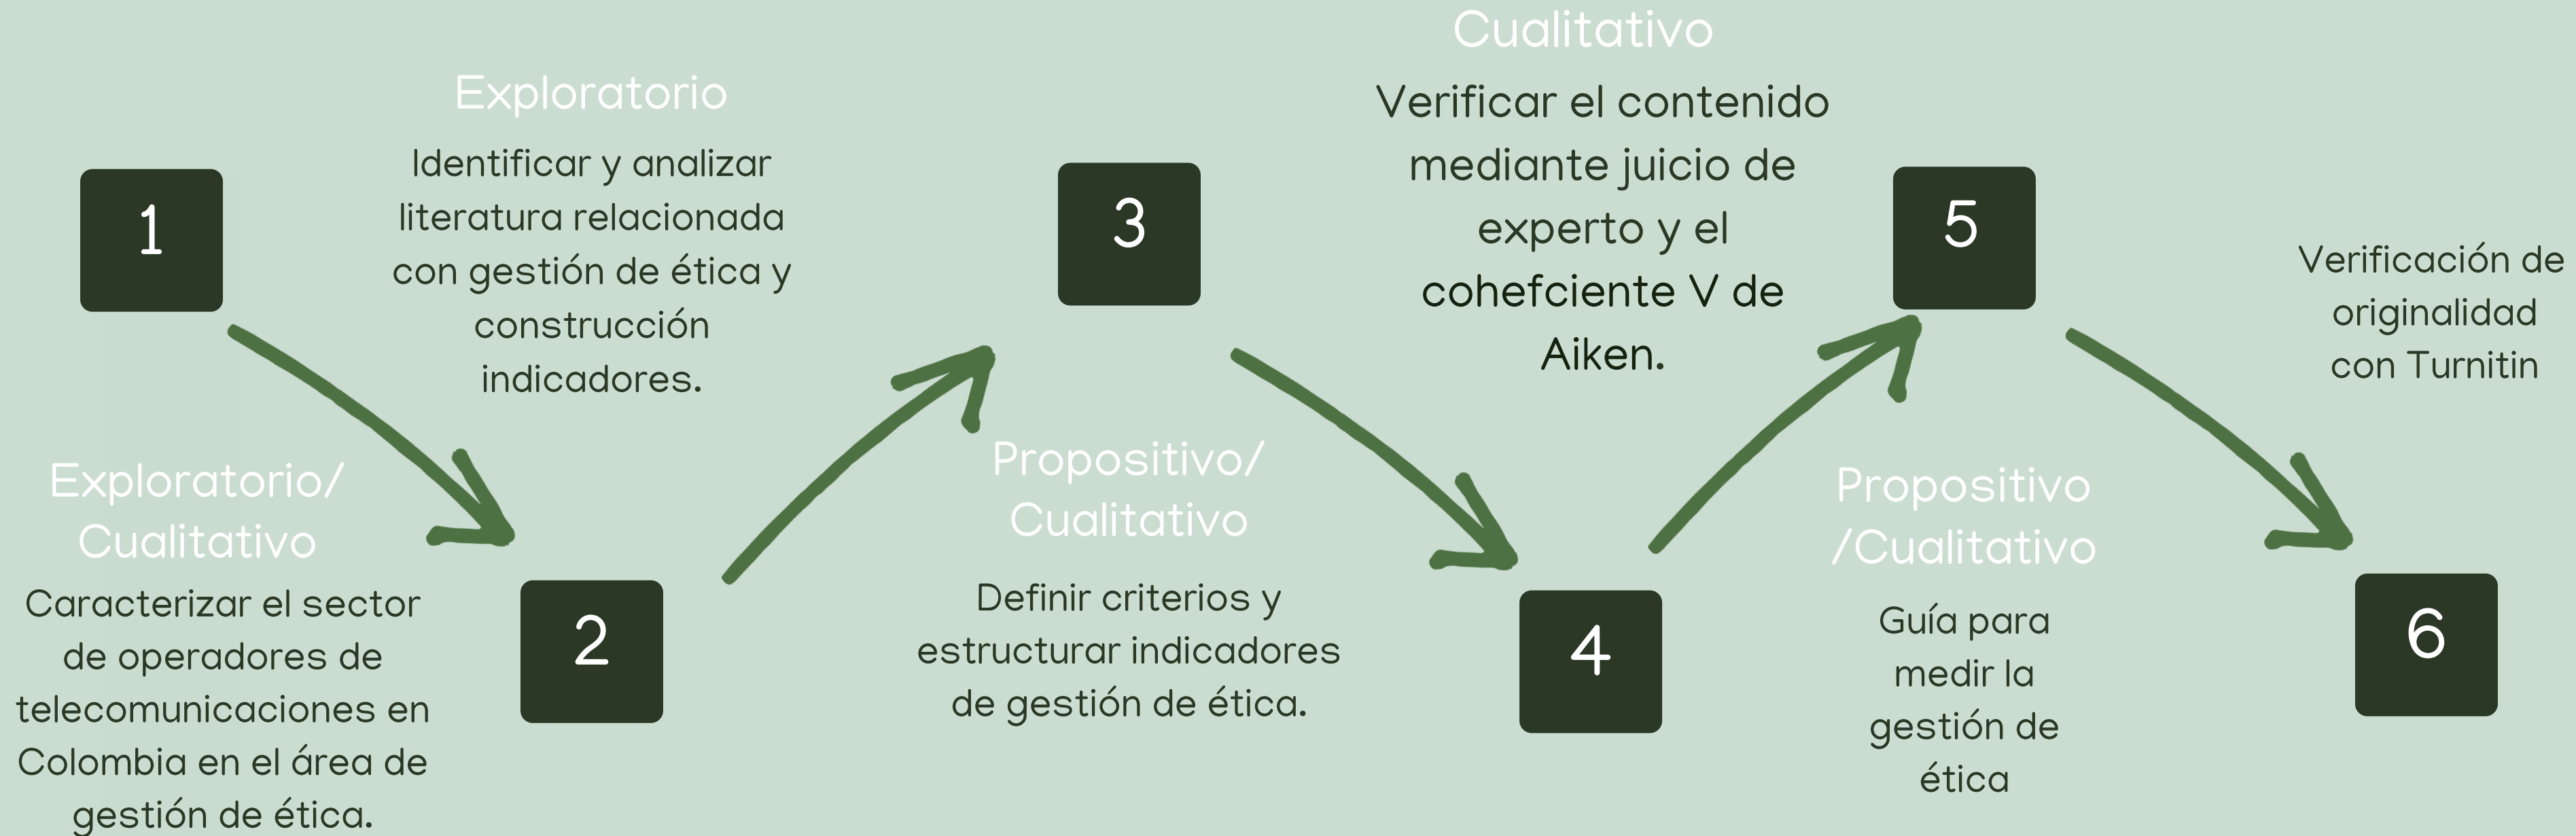 1
Exploratorio/
Cualitativo
Caracterizar el sector
de operadores de
telecomunicaciones en
Colombia en el área de
gestión de ética.
Exploratorio
Identificar y analizar
literatura relacionada
con gestión de ética y
construcción
indicadores.
2
3
Propositivo/
Cualitativo
Definir criterios y
estructurar indicadores
de gestión de ética.
Cualitativo
Verificar el contenido
mediante juicio de
experto y el
cohefciente V de
Aiken.
4
5
Propositivo
/Cualitativo
Guía para
medir la
gestión de
ética
Verificación de
originalidad
con Turnitin
6